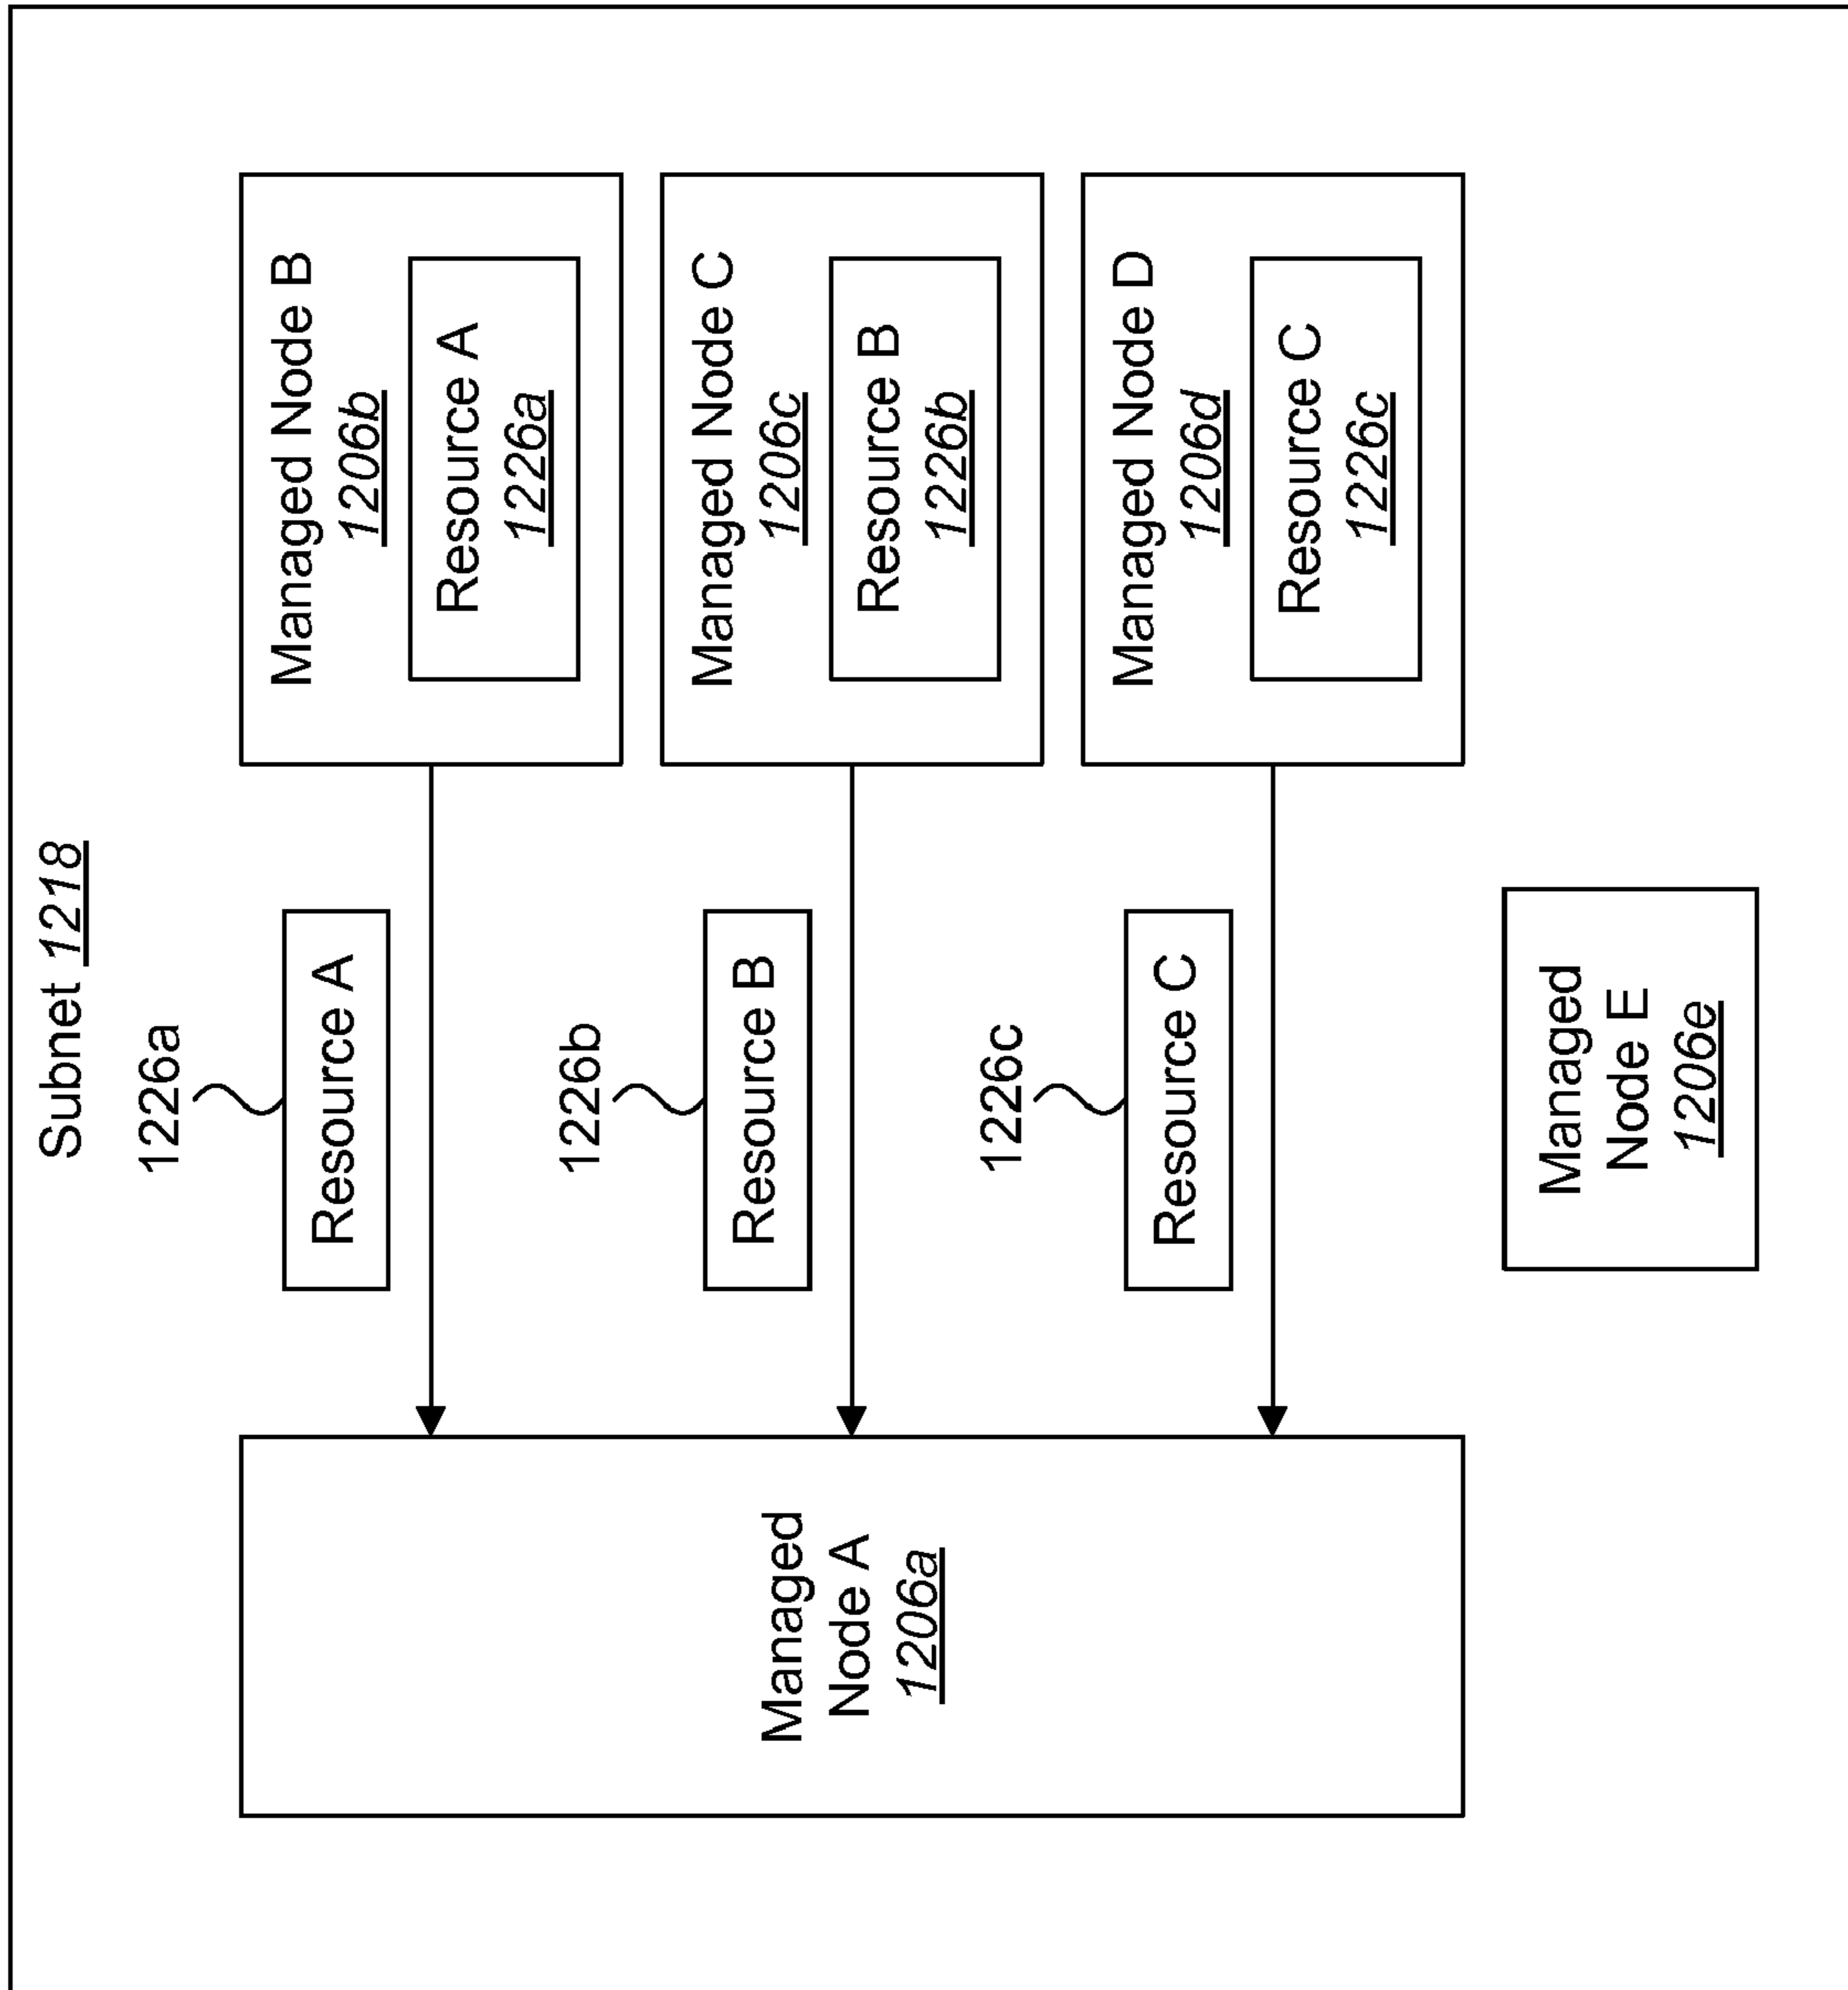 Subnet 1218
1226a
Resource A
Managed Node B
1206b
Resource A
1226a
1226b
Resource B
Managed Node C
1206c
Resource B
1226b
Managed
Node A
1206a
1226c
Resource C
Managed Node D
1206d
Resource C
1226c
Managed
Node E
1206e